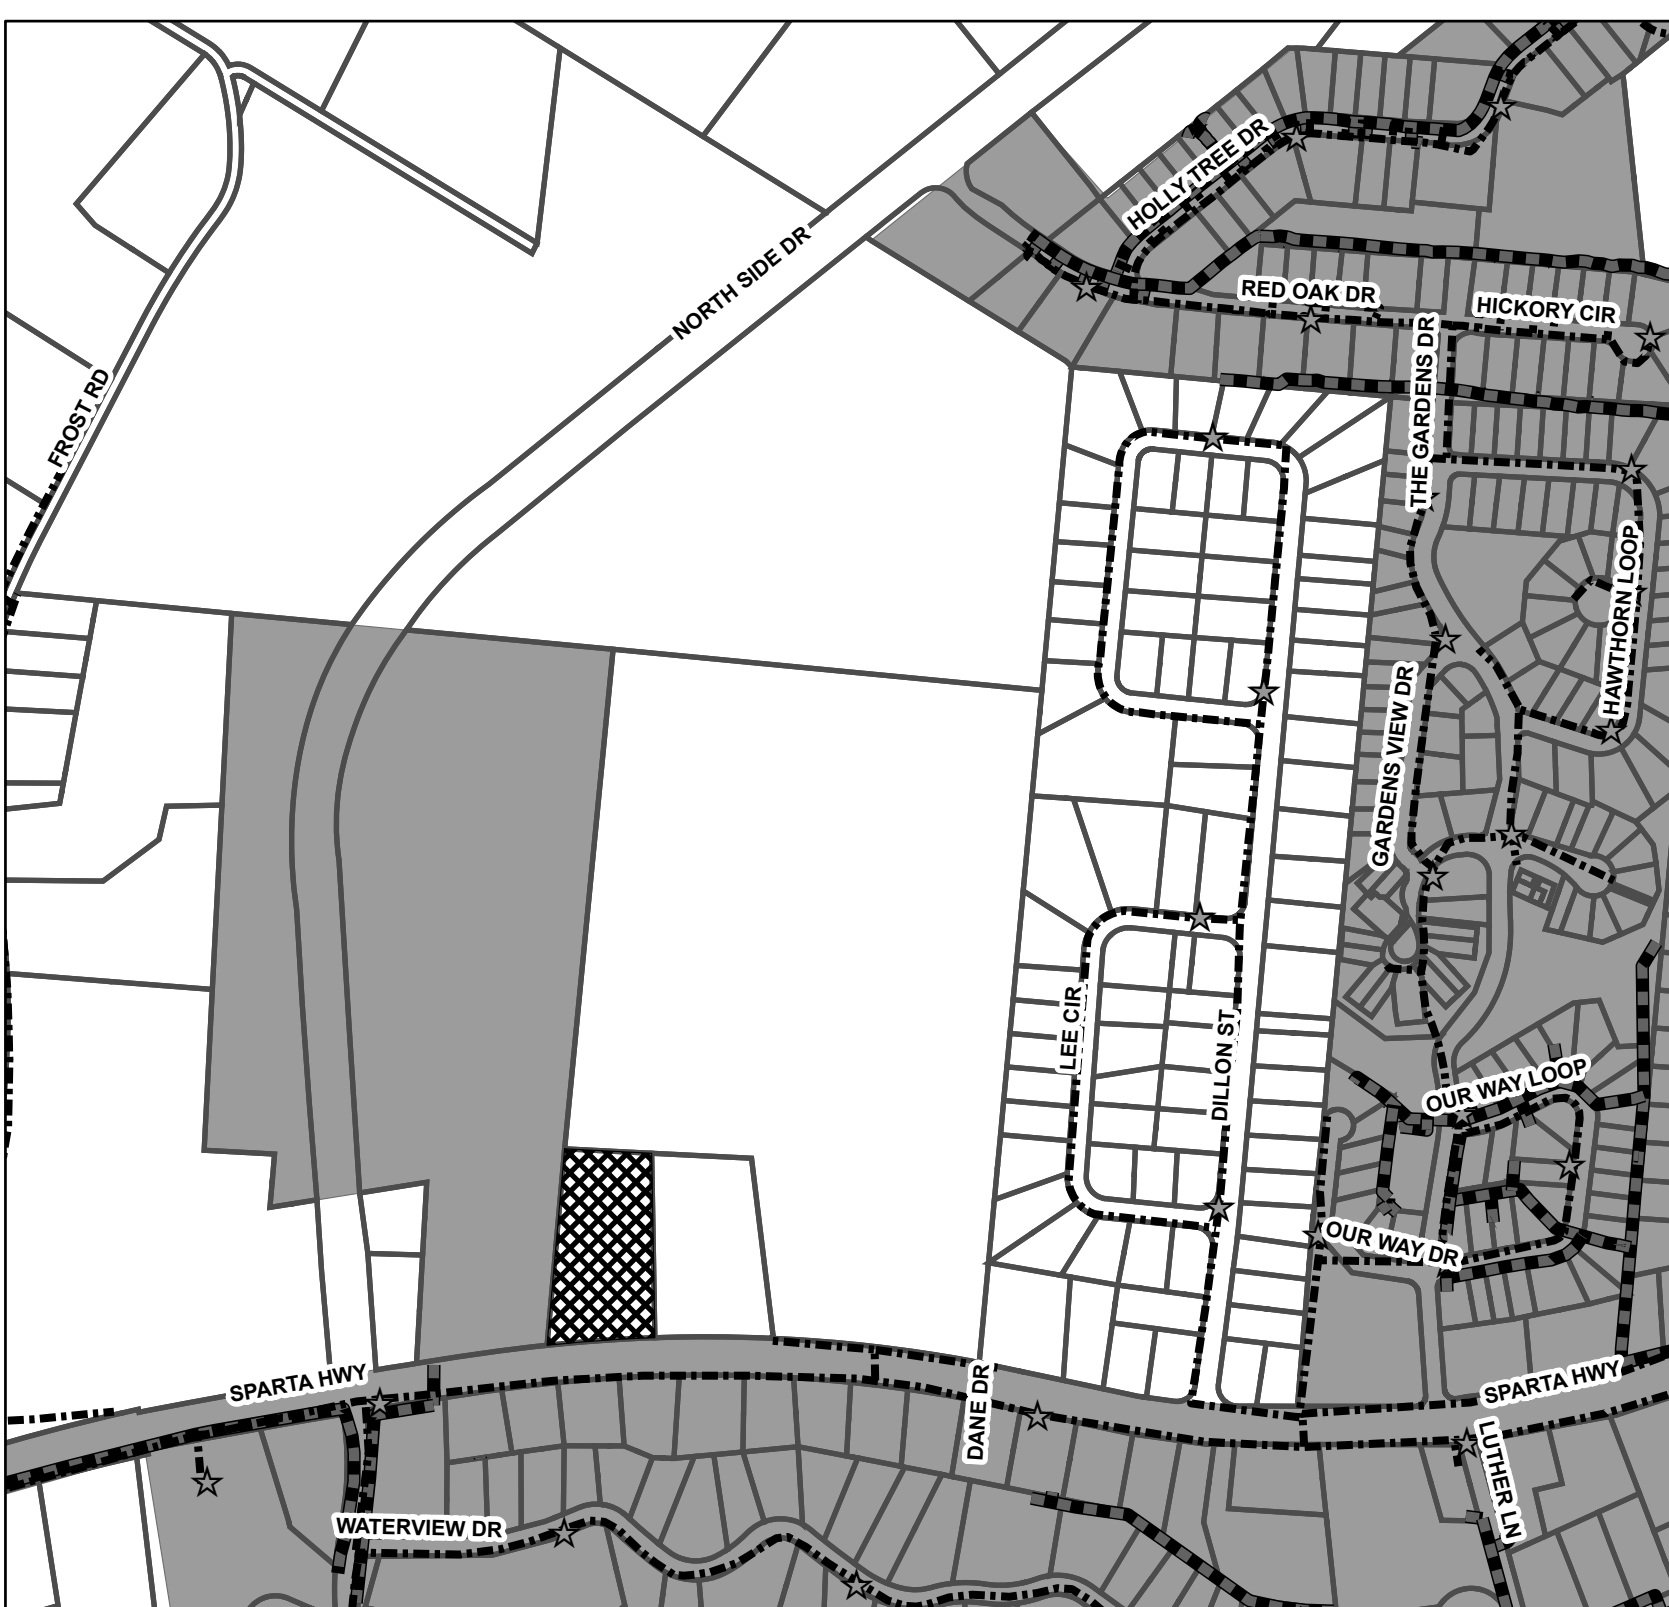 HOLLY TREE DR
NORTH SIDE DR
RED OAK DR
HICKORY CIR
THE GARDENS DR
FROST RD
HAWTHORN LOOP
GARDENS VIEW DR
LEE CIR
DILLON ST
OUR WAY LOOP
OUR WAY DR
SPARTA HWY
SPARTA HWY
DANE DR
LUTHER LN
WATERVIEW DR